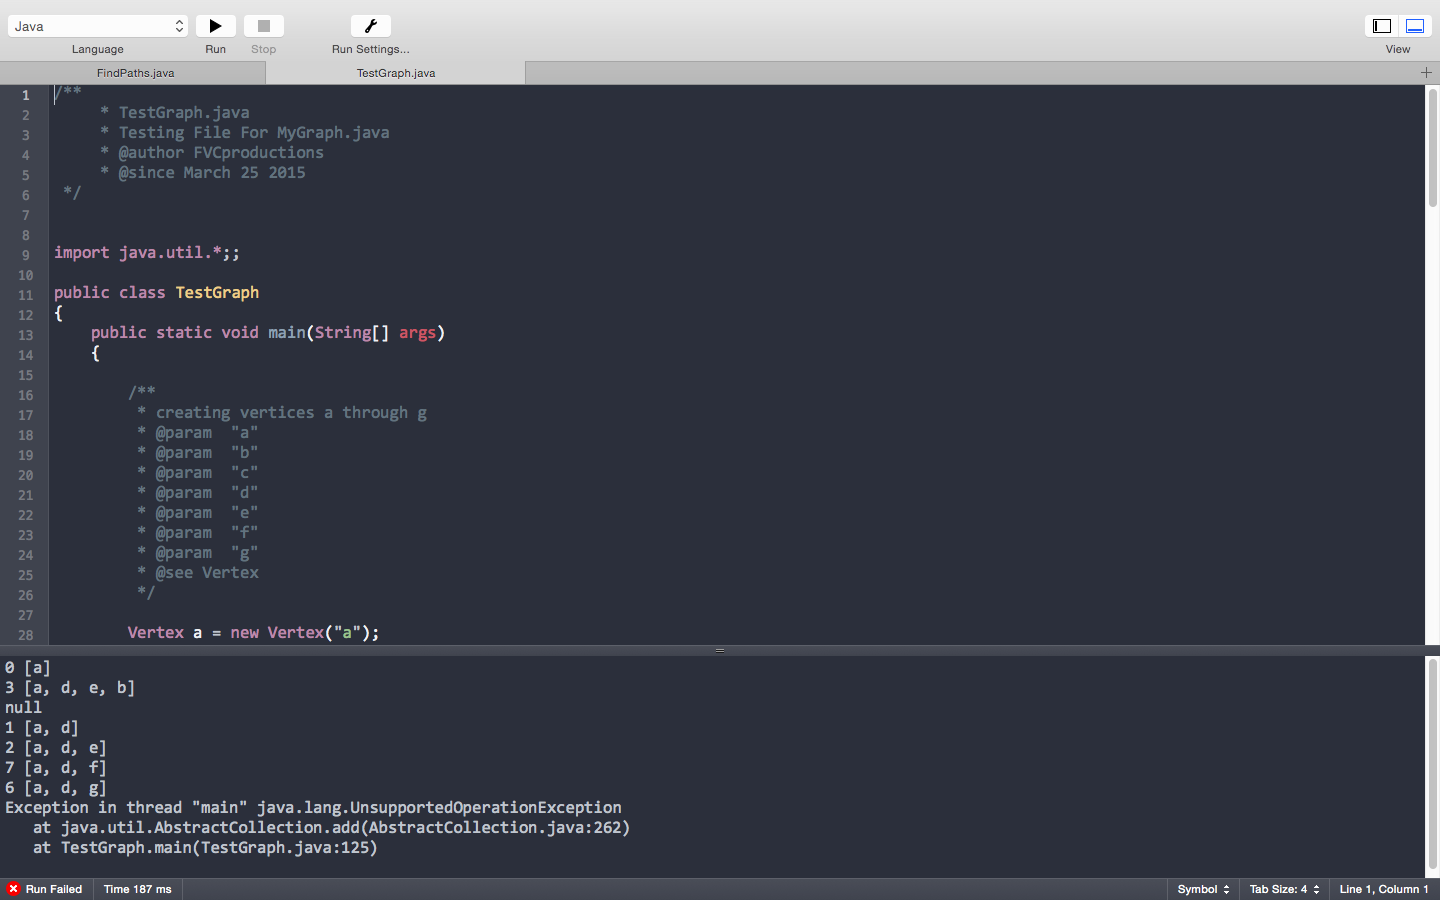 Java
Language
Run
Stop
Run Settings...
View
FindPaths.java
TestGraph.java
1 /**
2 * TestGraph.java
3 * Testing File For MyGraph.java
4 * @author FVCproductions
5 * @since March 25 2015
6 */
7
8
9 import java.util.*;;
10
11 public class TestGraph
12 {
13 public static void main(String[] args)
14 {
15
16 /**
17 * creating vertices a through g
18 * @param "a"
19 * @param "b"
20 * @param "c"
21 * @param "d"
22 * @param "e"
23 * @param "f"
24 * @param "g"
25 * @see Vertex
26 */
27
28 Vertex a = new Vertex("a");
0 [a]
3 [a, d, e, b]
null
1 [a, d]
2 [a, d, e]
7 [a, d, f]
6 [a, d, g]
Exception in thread "main" java.lang.UnsupportedOperationException
at java.util.AbstractCollection.add(AbstractCollection.java:262)
at TestGraph.main(TestGraph.java:125)
Run Failed
Time 187 ms
Symbol
Tab Size: 4
Line 1, Column 1